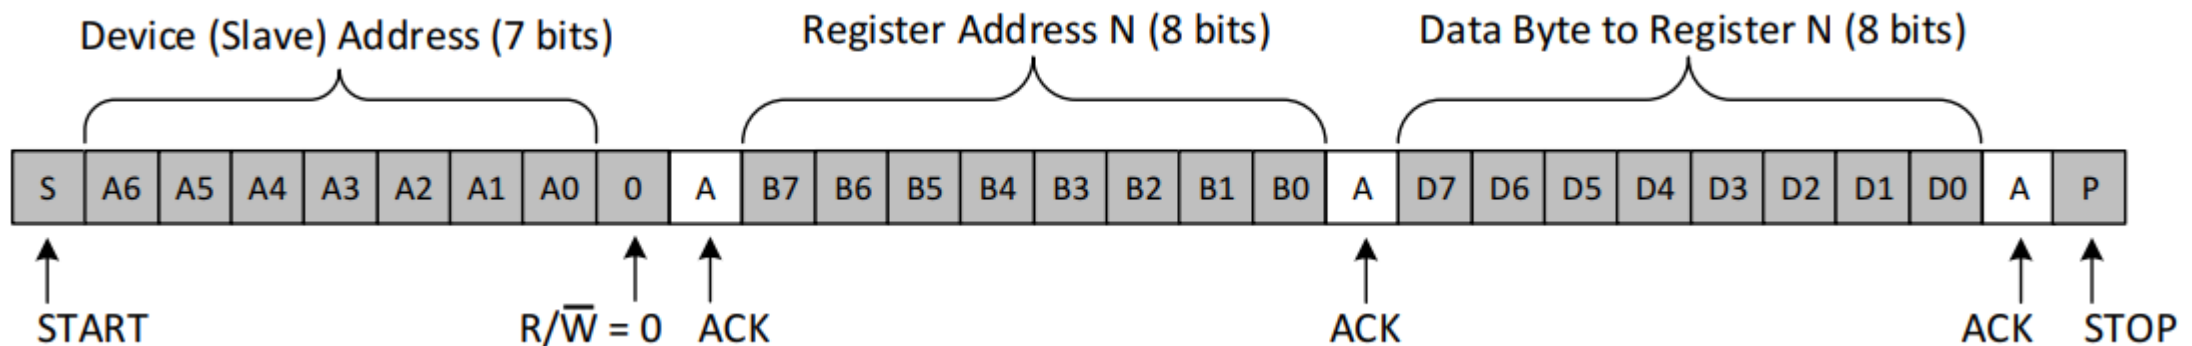 Device (Slave) Address (7 bits) Register Address N (8 bits) Data Byte to Register N (8 bits)
S A6 A5 A4 A3 A2 A1 A0 0 A B7 B6 B5 B4 B3 B2 B1 B0 A D7 D6 D5 D4 D3 D2 D1 D0 A P
START R/W̅ = 0 ACK ACK ACK STOP